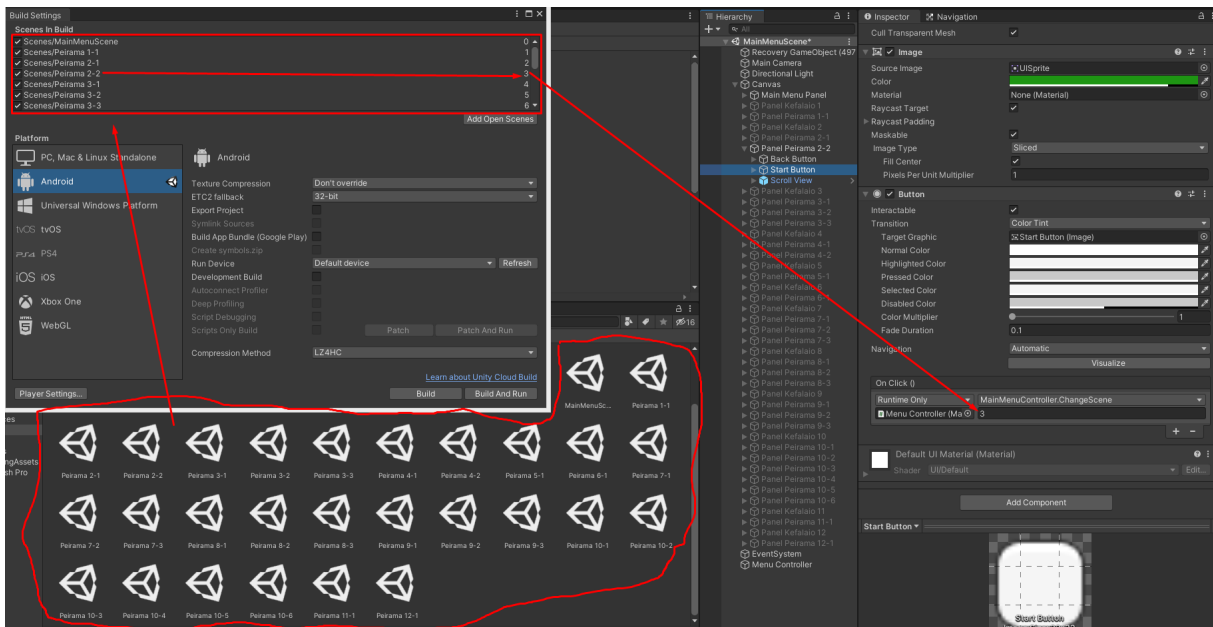 Build Settings
Scenes In Build
Scenes/MainMenuScene 0
Scenes/Peirama 1-1 1
Scenes/Peirama 2-1 2
Scenes/Peirama 2-2 3
Scenes/Peirama 3-1 4
Scenes/Peirama 3-2 5
Scenes/Peirama 3-3 6
Add Open Scenes
Platform
PC, Mac & Linux Standalone
Android
Universal Windows Platform
tvOS tvOS
PS4 PS4
iOS iOS
Xbox One
HTML
WebGL
Android
Texture Compression Don't override
ETC2 fallback 32-bit
Export Project
Symlink Sources
Build App Bundle (Google Play)
Create symbols.zip
Run Device Default device Refresh
Development Build
Autoconnect Profiler
Deep Profiling
Script Debugging
Scripts Only Build Patch Patch And Run
Compression Method LZ4HC
Learn about Unity Cloud Build
Player Settings... Build Build And Run
16
MainMenuSc... Peirama 1-1
es
ngAssets
sh Pro
Peirama 2-1 Peirama 2-2 Peirama 3-1 Peirama 3-2 Peirama 3-3 Peirama 4-1 Peirama 4-2 Peirama 5-1 Peirama 6-1 Peirama 7-1
Peirama 7-2 Peirama 7-3 Peirama 8-1 Peirama 8-2 Peirama 8-3 Peirama 9-1 Peirama 9-2 Peirama 9-3 Peirama 10-1 Peirama 10-2
Peirama 10-3 Peirama 10-4 Peirama 10-5 Peirama 10-6 Peirama 11-1 Peirama 12-1
Hierarchy
All
MainMenuScene*
Recovery GameObject (497
Main Camera
Directional Light
Canvas
Main Menu Panel
Panel Kefalaio 1
Panel Peirama 1-1
Panel Kefalaio 2
Panel Peirama 2-1
Panel Peirama 2-2
Back Button
Start Button
Scroll View
Panel Kefalaio 3
Panel Peirama 3-1
Panel Peirama 3-2
Panel Peirama 3-3
Panel Kefalaio 4
Panel Peirama 4-1
Panel Peirama 4-2
Panel Kefalaio 5
Panel Peirama 5-1
Panel Kefalaio 6
Panel Peirama 6-1
Panel Kefalaio 7
Panel Peirama 7-1
Panel Peirama 7-2
Panel Peirama 7-3
Panel Kefalaio 8
Panel Peirama 8-1
Panel Peirama 8-2
Panel Peirama 8-3
Panel Kefalaio 9
Panel Peirama 9-1
Panel Peirama 9-2
Panel Peirama 9-3
Panel Kefalaio 10
Panel Peirama 10-1
Panel Peirama 10-2
Panel Peirama 10-3
Panel Peirama 10-4
Panel Peirama 10-5
Panel Peirama 10-6
Panel Kefalaio 11
Panel Peirama 11-1
Panel Kefalaio 12
Panel Peirama 12-1
EventSystem
Menu Controller
Inspector Navigation
Cull Transparent Mesh
Image
Source Image UISprite
Color
Material None (Material)
Raycast Target
Raycast Padding
Maskable
Image Type Sliced
Fill Center
Pixels Per Unit Multiplier 1
Button
Interactable
Transition Color Tint
Target Graphic Start Button (Image)
Normal Color
Highlighted Color
Pressed Color
Selected Color
Disabled Color
Color Multiplier 1
Fade Duration 0.1
Navigation Automatic
Visualize
On Click ()
Runtime Only MainMenuController.ChangeScene
Menu Controller (Ma 3
Default UI Material (Material)
Shader UI/Default Edit...
Add Component
Start Button
Start Button